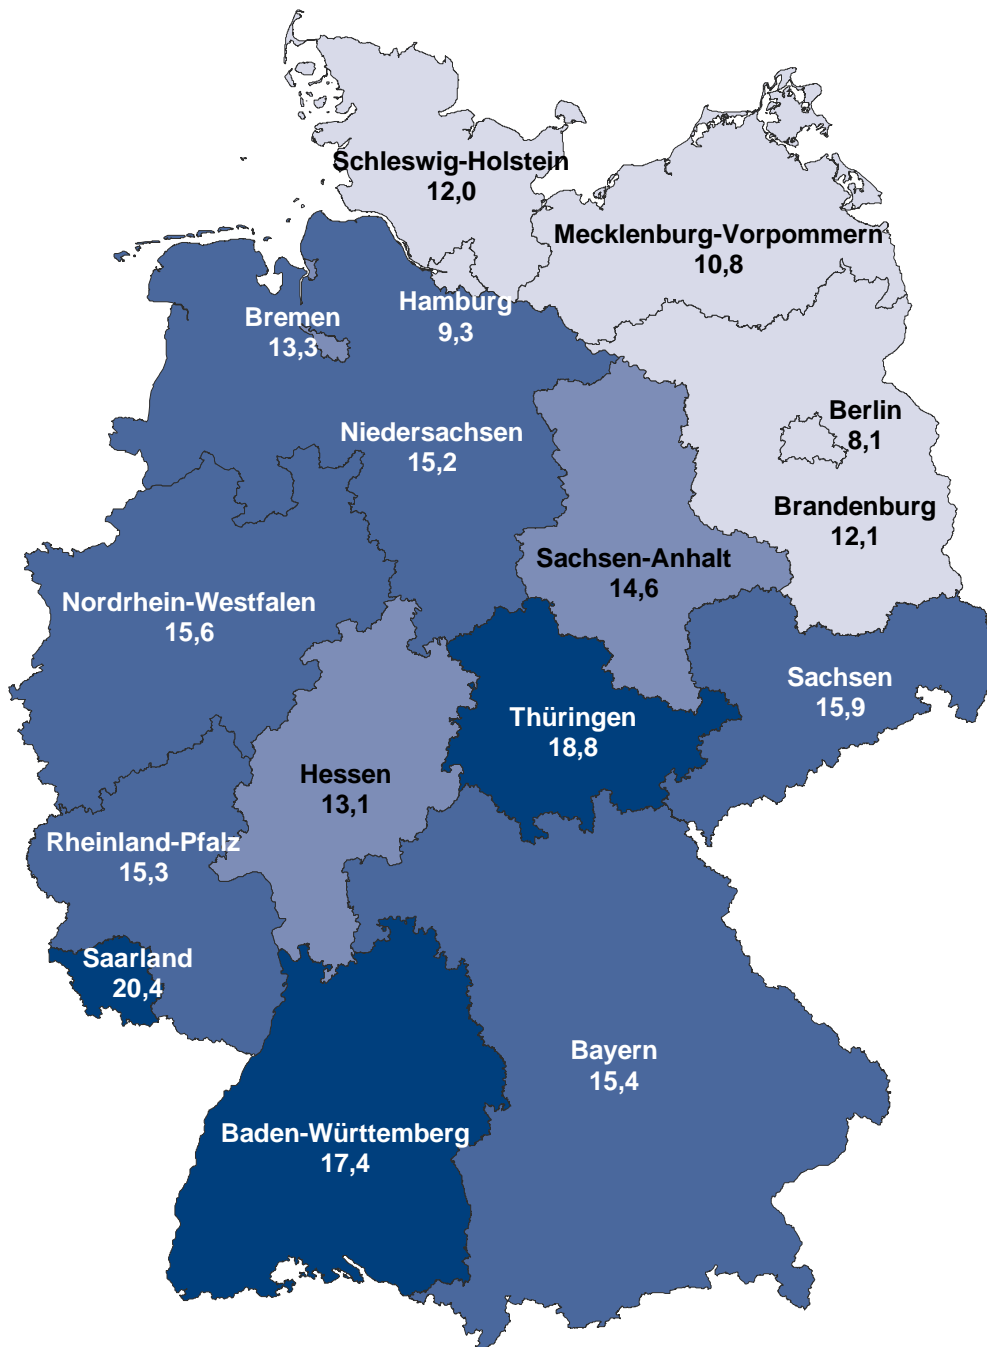 Schleswig-Holstein
12,0
Mecklenburg-Vorpommern
10,8
Hamburg
9,3
Bremen
13,3
Berlin
8,1
Niedersachsen
15,2
Brandenburg
12,1
Sachsen-Anhalt
14,6
Nordrhein-Westfalen
15,6
Sachsen
15,9
Thüringen
18,8
Hessen
13,1
Rheinland-Pfalz
15,3
Saarland
20,4
Bayern
15,4
Baden-Württemberg
17,4